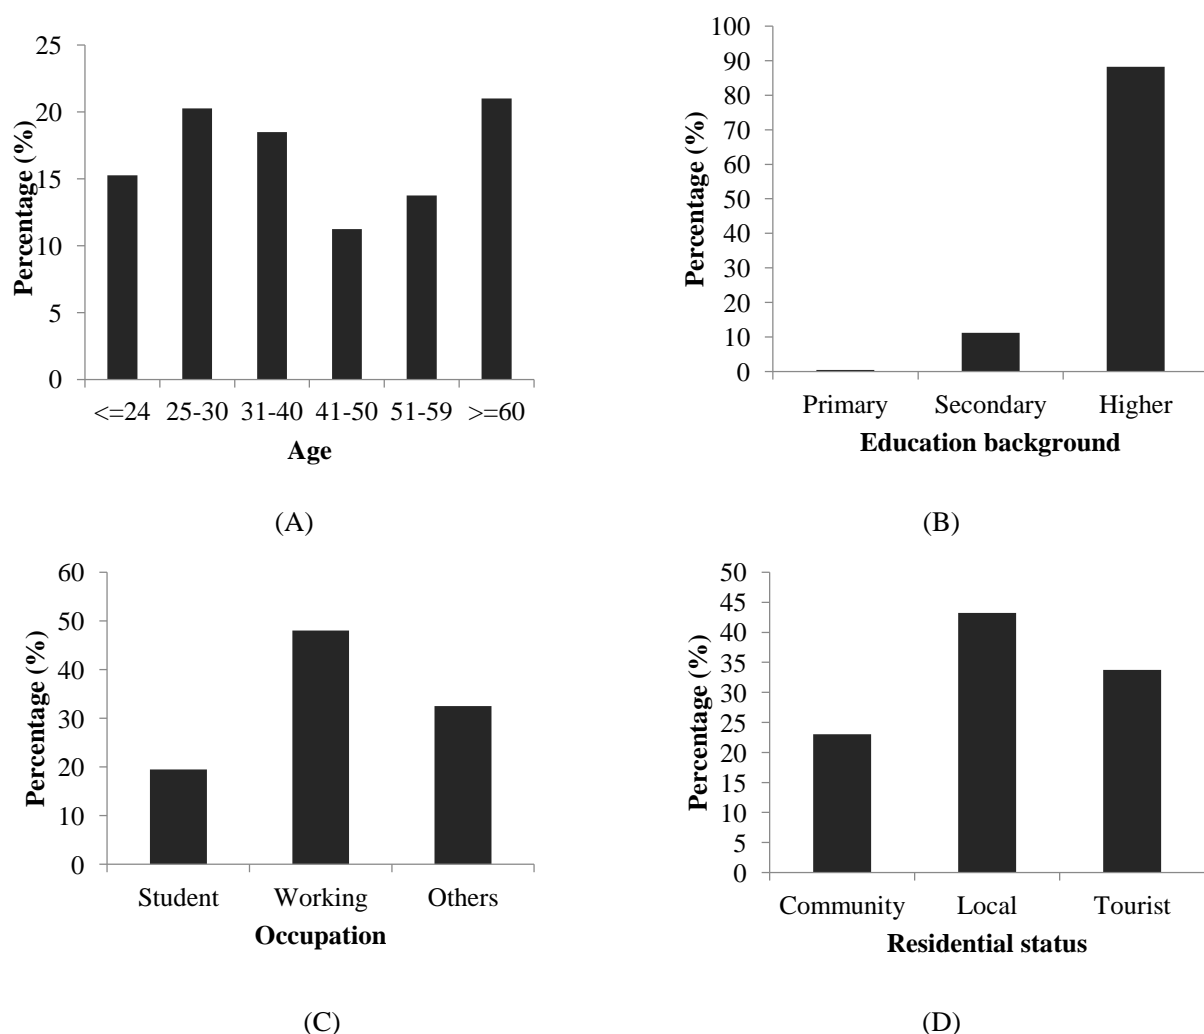 25
20
15
10
5
0
Percentage (%)
<=24 25-30 31-40 41-50 51-59 >=60
Age
(A)
100
90
80
70
60
50
40
30
20
10
0
Percentage (%)
Primary Secondary Higher
Education background
(B)
60
50
40
30
20
10
0
Percentage (%)
Student Working Others
Occupation
(C)
50
45
40
35
30
25
20
15
10
5
0
Percentage (%)
Community Local Tourist
Residential status
(D)